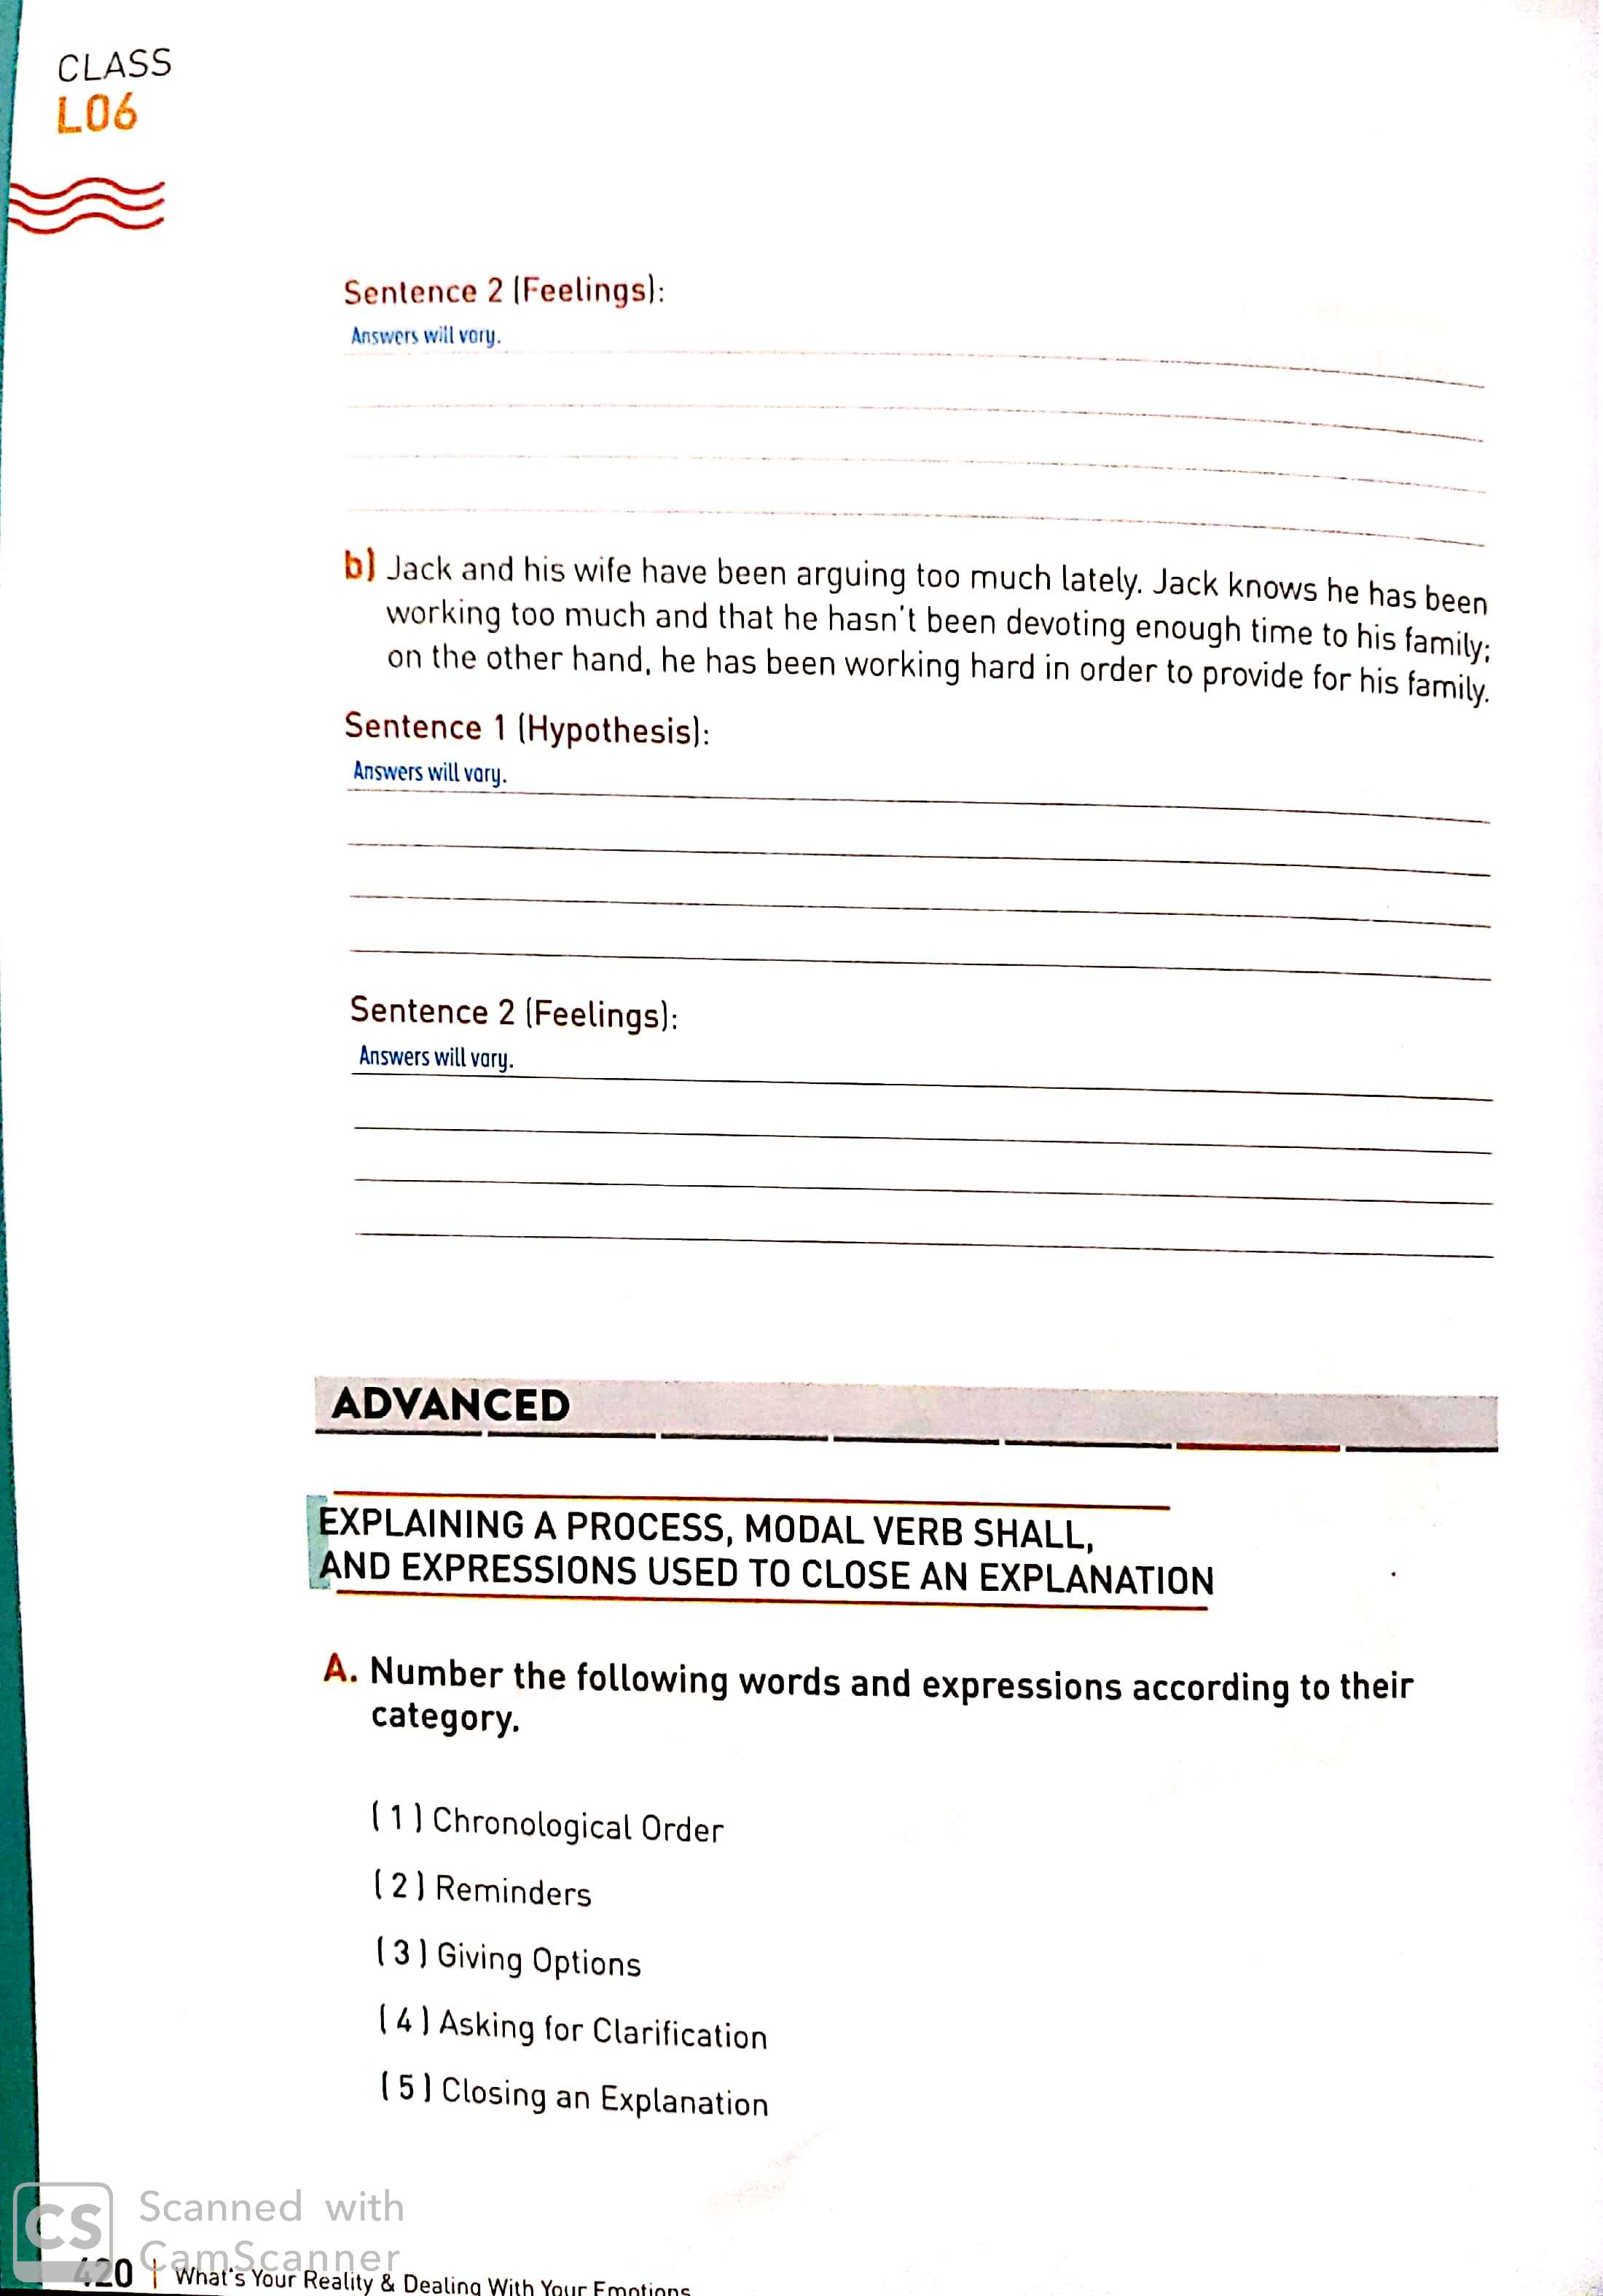 CLASS
L06
Sentence 2 (Feelings):
Answers will vary.
b) Jack and his wife have been arguing too much lately. Jack knows he has been
working too much and that he hasn't been devoting enough time to his family;
on the other hand, he has been working hard in order to provide for his family.
Sentence 1 (Hypothesis):
Answers will vary.
Sentence 2 (Feelings):
Answers will vary.
ADVANCED
EXPLAINING A PROCESS, MODAL VERB SHALL,
AND EXPRESSIONS USED TO CLOSE AN EXPLANATION
A. Number the following words and expressions according to their
category.
( 1 ) Chronological Order
( 2 ) Reminders
( 3 ) Giving Options
( 4 ) Asking for Clarification
( 5 ) Closing an Explanation
CS Scanned with
CamScanner
420 | What's Your Reality & Dealing With Your Emotions